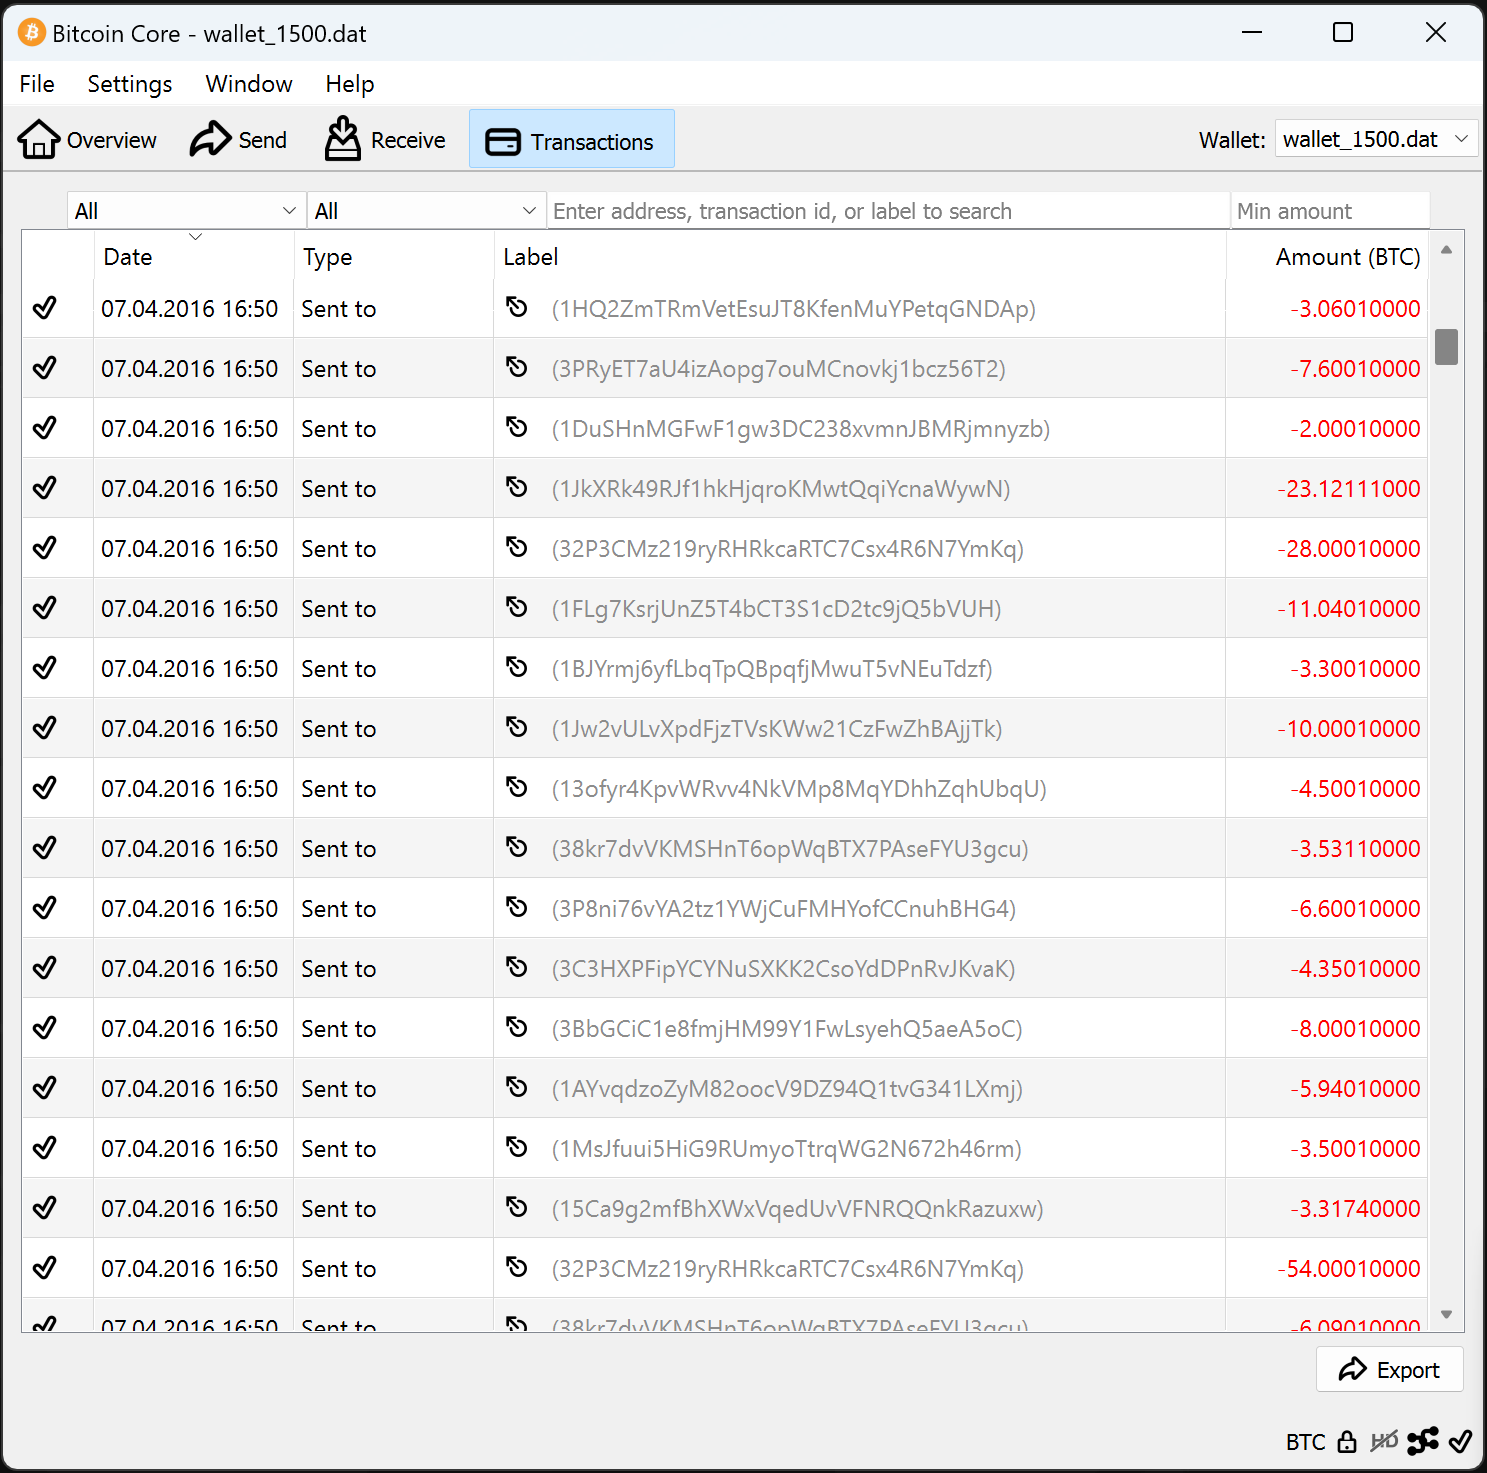 Bitcoin Core - wallet_1500.dat
File Settings Window Help
Overview Send Receive Transactions Wallet: wallet_1500.dat
All All Enter address, transaction id, or label to search Min amount
Date Type Label Amount (BTC)
07.04.2016 16:50 Sent to (1HQ2ZmTRmVetEsuJT8KfenMuYPetqGNDAp) -3.06010000
07.04.2016 16:50 Sent to (3PRyET7aU4izAopg7ouMCnovkj1bcz56T2) -7.60010000
07.04.2016 16:50 Sent to (1DuSHnMGFwF1gw3DC238xvmnJBMRjmnyzb) -2.00010000
07.04.2016 16:50 Sent to (1JkXRk49RJf1hkHjqroKMwtQqiYcnaWywN) -23.12111000
07.04.2016 16:50 Sent to (32P3CMz219ryRHRkcaRTC7Csx4R6N7YmKq) -28.00010000
07.04.2016 16:50 Sent to (1FLg7KsrjUnZ5T4bCT3S1cD2tc9jQ5bVUH) -11.04010000
07.04.2016 16:50 Sent to (1BJYrmj6yfLbqTpQBpqfjMwuT5vNEuTdzf) -3.30010000
07.04.2016 16:50 Sent to (1Jw2vULvXpdFjzTVsKWw21CzFwZhBAjjTk) -10.00010000
07.04.2016 16:50 Sent to (13ofyr4KpvWRvv4NkVMp8MqYDhhZqhUbqU) -4.50010000
07.04.2016 16:50 Sent to (38kr7dvVKMSHnT6opWqBTX7PAseFYU3gcu) -3.53110000
07.04.2016 16:50 Sent to (3P8ni76vYA2tz1YWjCuFMHYofCCnuhBHG4) -6.60010000
07.04.2016 16:50 Sent to (3C3HXPFipYCYNuSXKK2CsoYdDPnRvJKvaK) -4.35010000
07.04.2016 16:50 Sent to (3BbGCiC1e8fmjHM99Y1FwLsyehQ5aeA5oC) -8.00010000
07.04.2016 16:50 Sent to (1AYvqdzoZyM82oocV9DZ94Q1tvG341LXmj) -5.94010000
07.04.2016 16:50 Sent to (1MsJfuui5HiG9RUmyoTtrqWG2N672h46rm) -3.50010000
07.04.2016 16:50 Sent to (15Ca9g2mfBhXWxVqedUvVFNRQQnkRazuxw) -3.31740000
07.04.2016 16:50 Sent to (32P3CMz219ryRHRkcaRTC7Csx4R6N7YmKq) -54.00010000
07.04.2016 16:50 Sent to (38kr7dvVKMSHnT6opWqBTX7PAseFYU3gcu) -6.09010000
Export
BTC HD